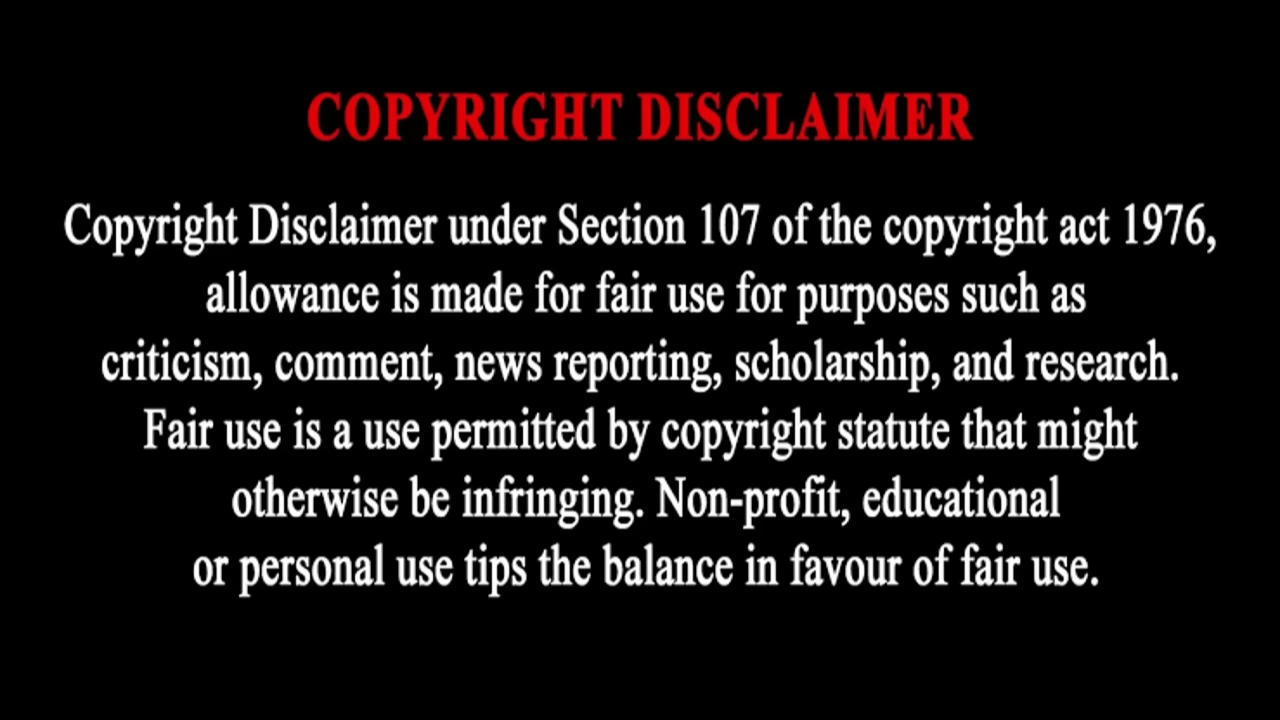 COPYRIGHT DISCLAIMER
Copyright Disclaimer under Section 107 of the copyright act 1976,
allowance is made for fair use for purposes such as
criticism, comment, news reporting, scholarship, and research.
Fair use is a use permitted by copyright statute that might
otherwise be infringing. Non-profit, educational
or personal use tips the balance in favour of fair use.